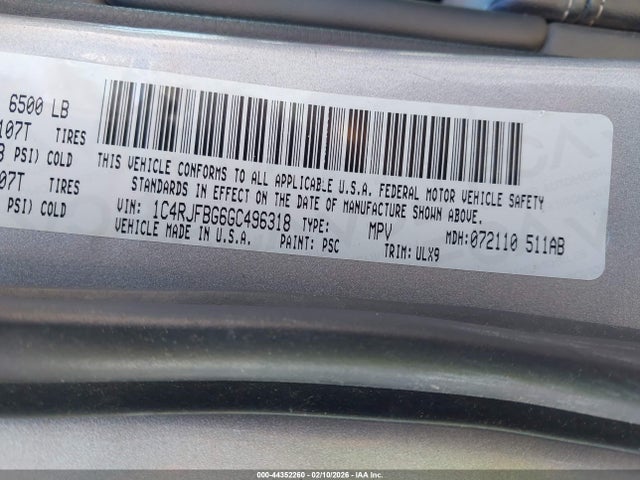 6500 LB
107T TIRES
PSI) COLD
07T TIRES
PSI) COLD
THIS VEHICLE CONFORMS TO ALL APPLICABLE U.S.A. FEDERAL MOTOR VEHICLE SAFETY
STANDARDS IN EFFECT ON THE DATE OF MANUFACTURE SHOWN ABOVE.
VIN: 1C4RJFBG6GC496318 TYPE: MPV MDH:072110 511AB
VEHICLE MADE IN U.S.A. PAINT: PSC TRIM: ULX9
000-44352260 - 02/10/2026 - IAA Inc.